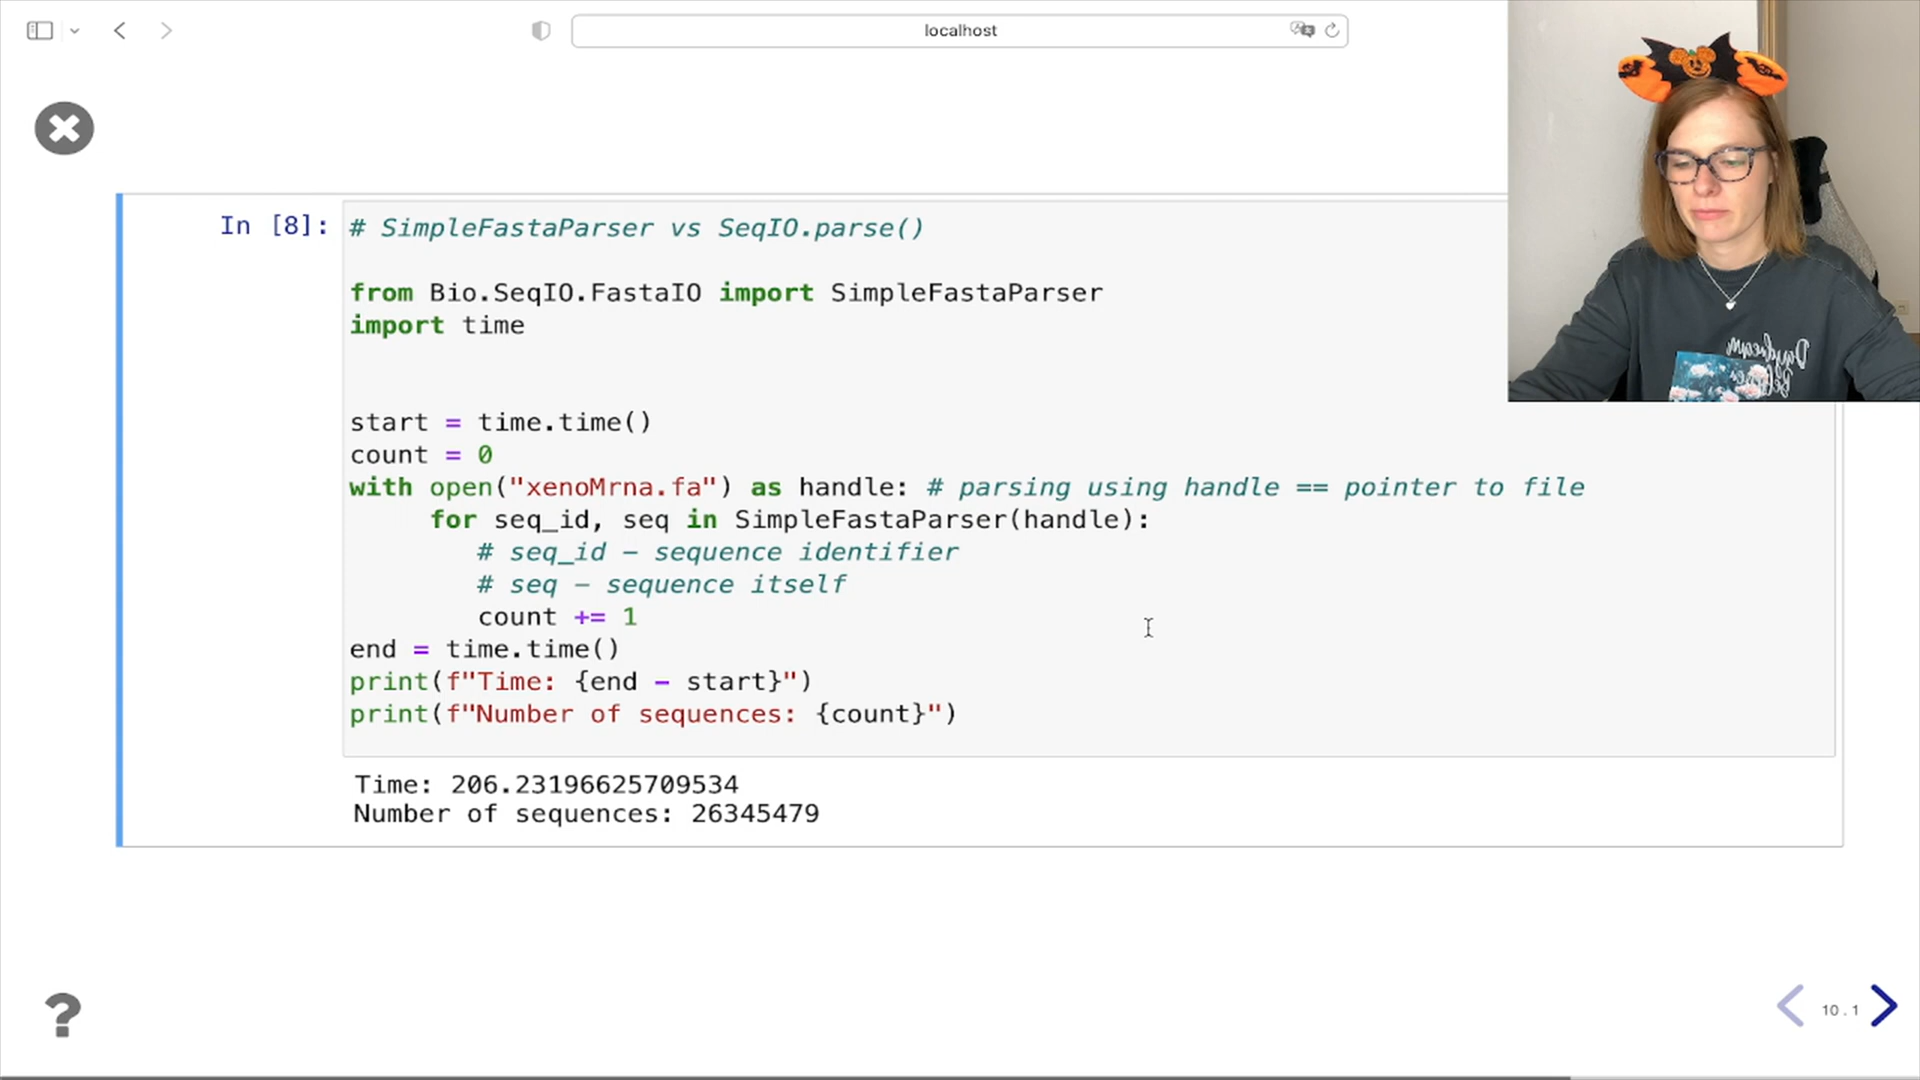 localhost
In [8]:
# SimpleFastaParser vs SeqIO.parse()
from Bio.SeqIO.FastaIO import SimpleFastaParser
import time
start = time.time()
count = 0
with open("xenoMrna.fa") as handle: # parsing using handle == pointer to file
for seq_id, seq in SimpleFastaParser(handle):
# seq_id – sequence identifier
# seq – sequence itself
count += 1
end = time.time()
print(f"Time: {end – start}")
print(f"Number of sequences: {count}")
Time: 206.23196625709534
Number of sequences: 26345479
10.1
Daydream